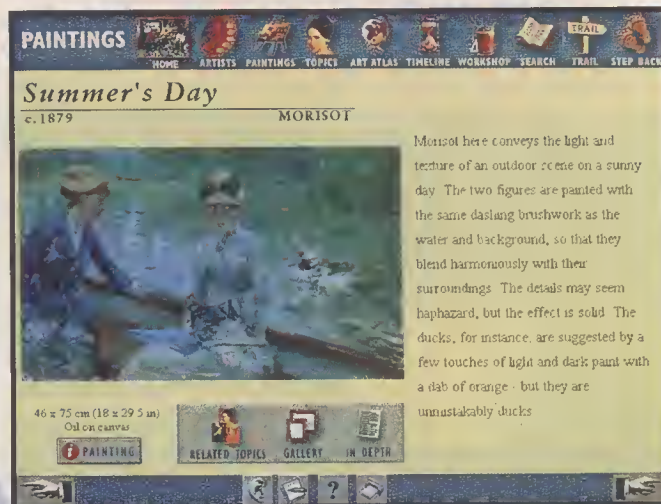 PAINTINGS
HOME ARTISTS PAINTINGS TOPICS ART ATLAS TIMELINE WORKSHOP SEARCH TRAIL STEP BACK
TRAIL
Summer's Day
c.1879 MORISOT
Morisot here conveys the light and
texture of an outdoor scene on a sunny
day. The two figures are painted with
the same dashing brushwork as the
water and background, so that they
blend harmoniously with their
surroundings. The details may seem
haphazard, but the effect is solid. The
ducks, for instance, are suggested by a
few touches of light and dark paint with
a dab of orange - but they are
unmistakably ducks
46 x 75 cm (18 x 29.5 in)
Oil on canvas
i PAINTING
RELATED TOPICS GALLERY IN DEPTH
?